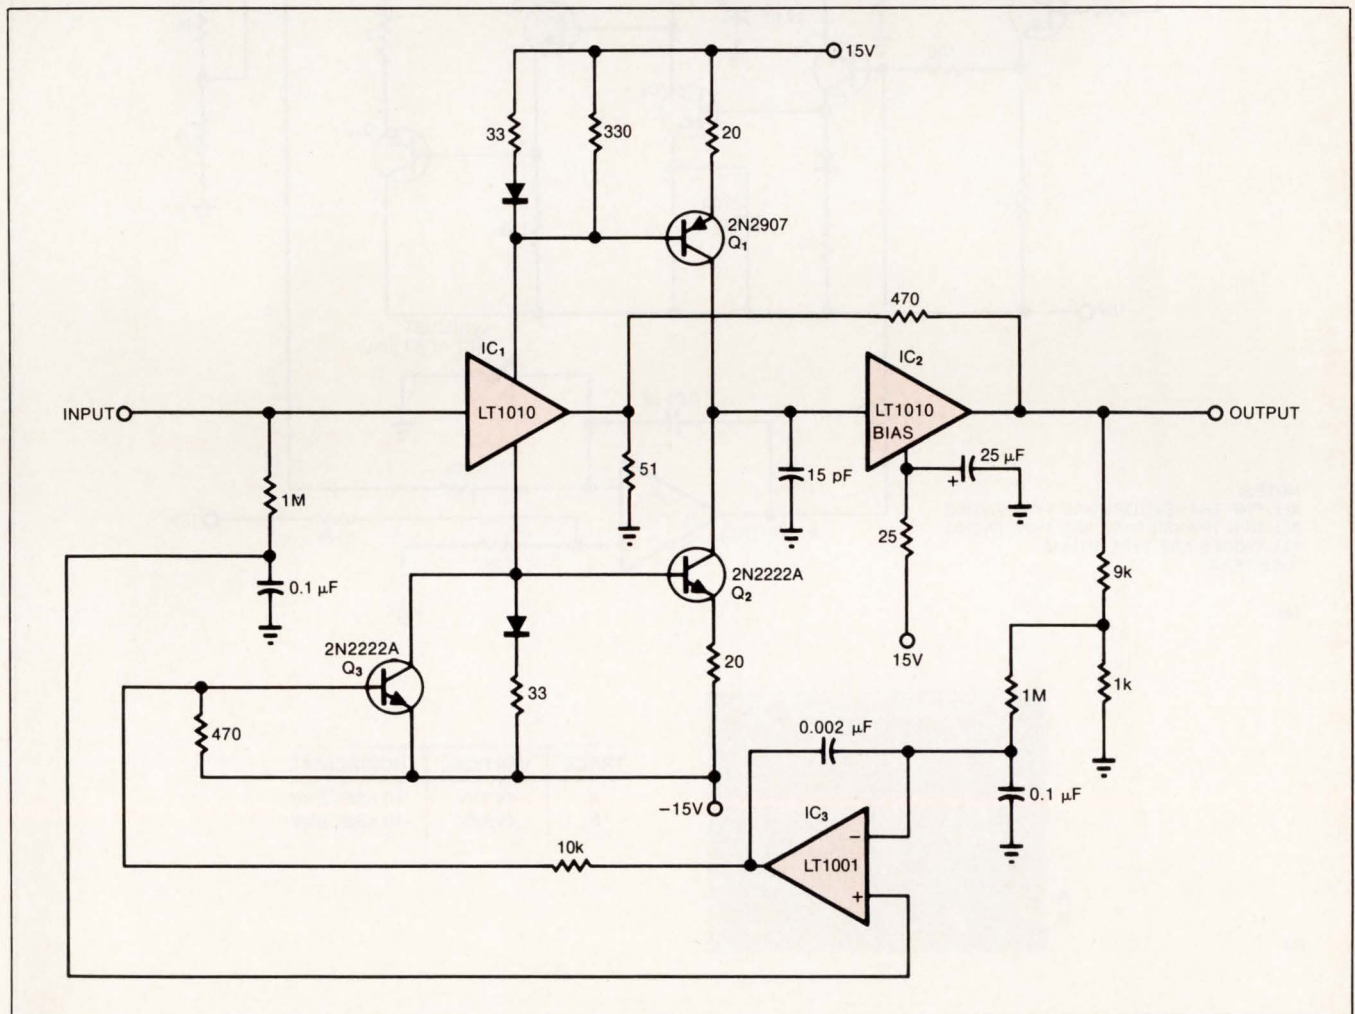 15V
33
330
20
2N2907
Q1
470
IC1
IC2
INPUT
LT1010
LT1010
BIAS
OUTPUT
25 µF
+
51
15 pF
1M
25
0.1 µF
2N2222A
Q2
9k
2N2222A
Q3
15V
20
33
1M
1k
470
0.002 µF
−15V
0.1 µF
IC3
10k
LT1001
−
+